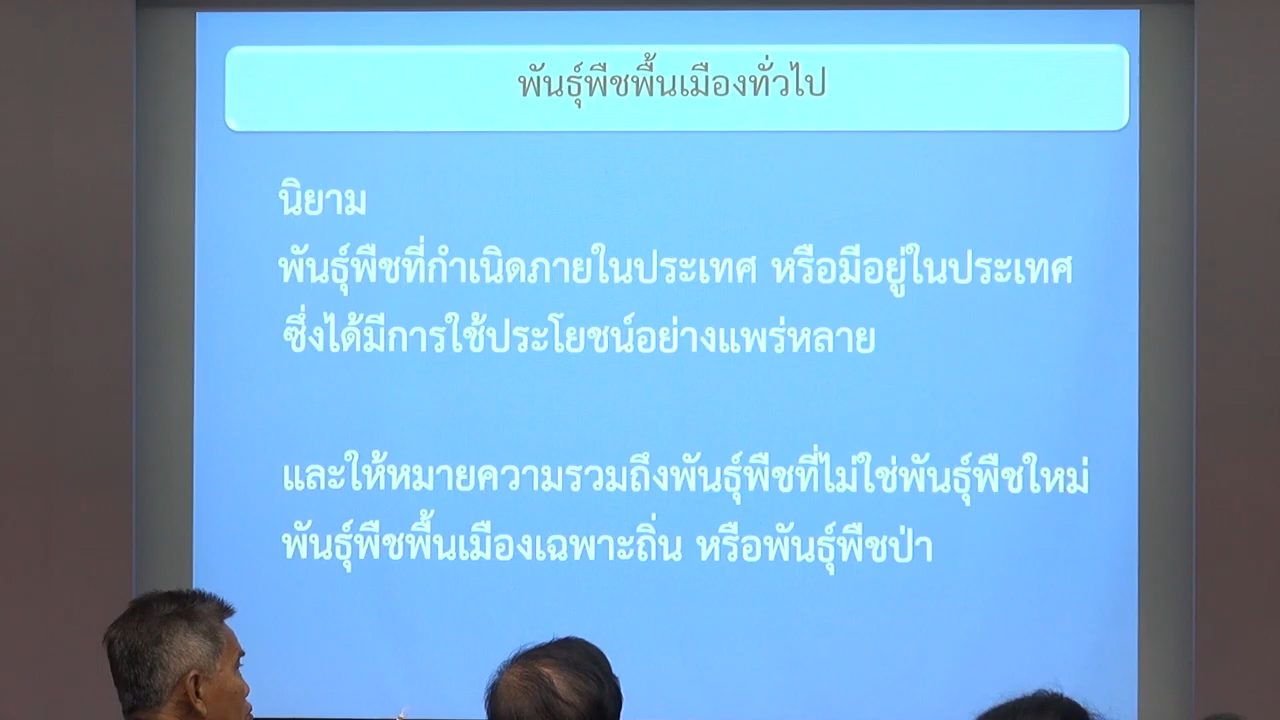 พันธุ์พืชพื้นเมืองทั่วไป
นิยาม
พันธุ์พืชที่กำเนิดภายในประเทศ หรือมีอยู่ในประเทศ
ซึ่งได้มีการใช้ประโยชน์อย่างแพร่หลาย
และให้หมายความรวมถึงพันธุ์พืชที่ไม่ใช่พันธุ์พืชใหม่
พันธุ์พืชพื้นเมืองเฉพาะถิ่น หรือพันธุ์พืชป่า